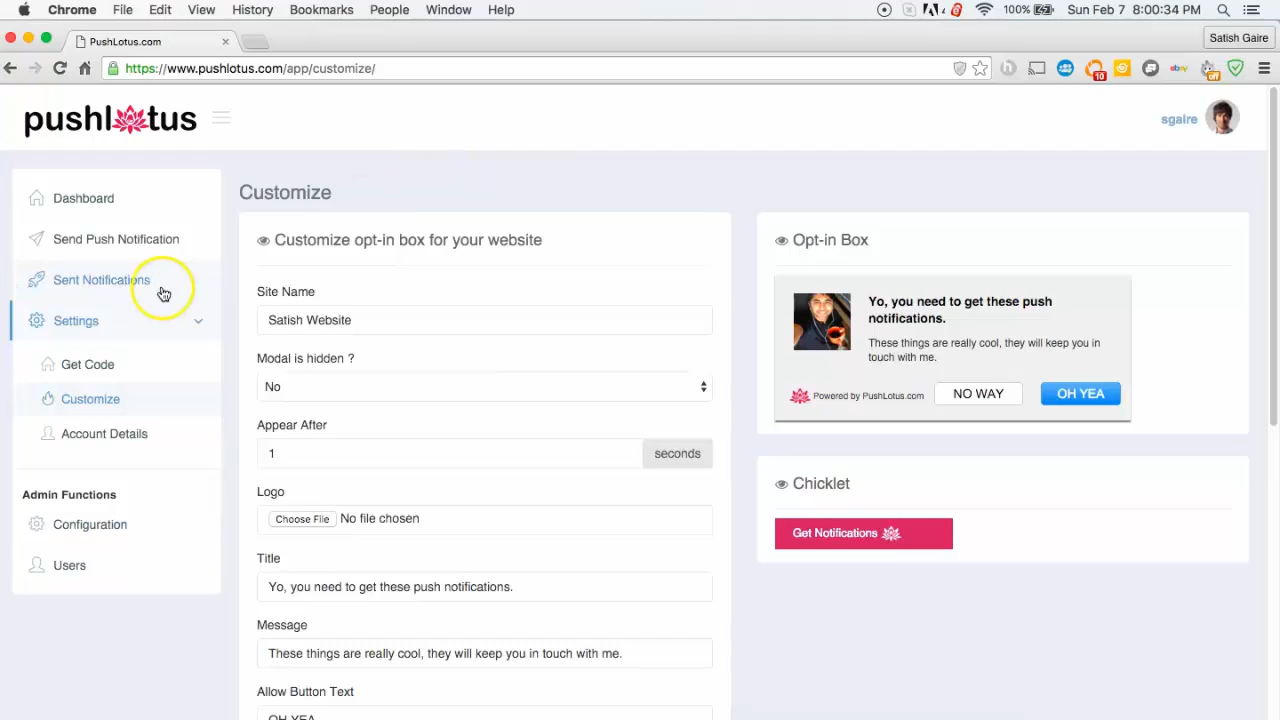 Chrome File Edit View History Bookmarks People Window Help 100% Sun Feb 7 8:00:34 PM
PushLotus.com
Satish Gaire
https://www.pushlotus.com/app/customize/
10
ebay
off
pushlotus
sgaire
Dashboard
Send Push Notification
Sent Notifications
Settings
Get Code
Customize
Account Details
Admin Functions
Configuration
Users
Customize
Customize opt-in box for your website
Site Name
Satish Website
Modal is hidden ?
No
Appear After
1 seconds
Logo
Choose File No file chosen
Title
Yo, you need to get these push notifications.
Message
These things are really cool, they will keep you in touch with me.
Allow Button Text
OH YEA
Opt-in Box
Yo, you need to get these push
notifications.
These things are really cool, they will keep you in
touch with me.
Powered by PushLotus.com NO WAY OH YEA
Chicklet
Get Notifications